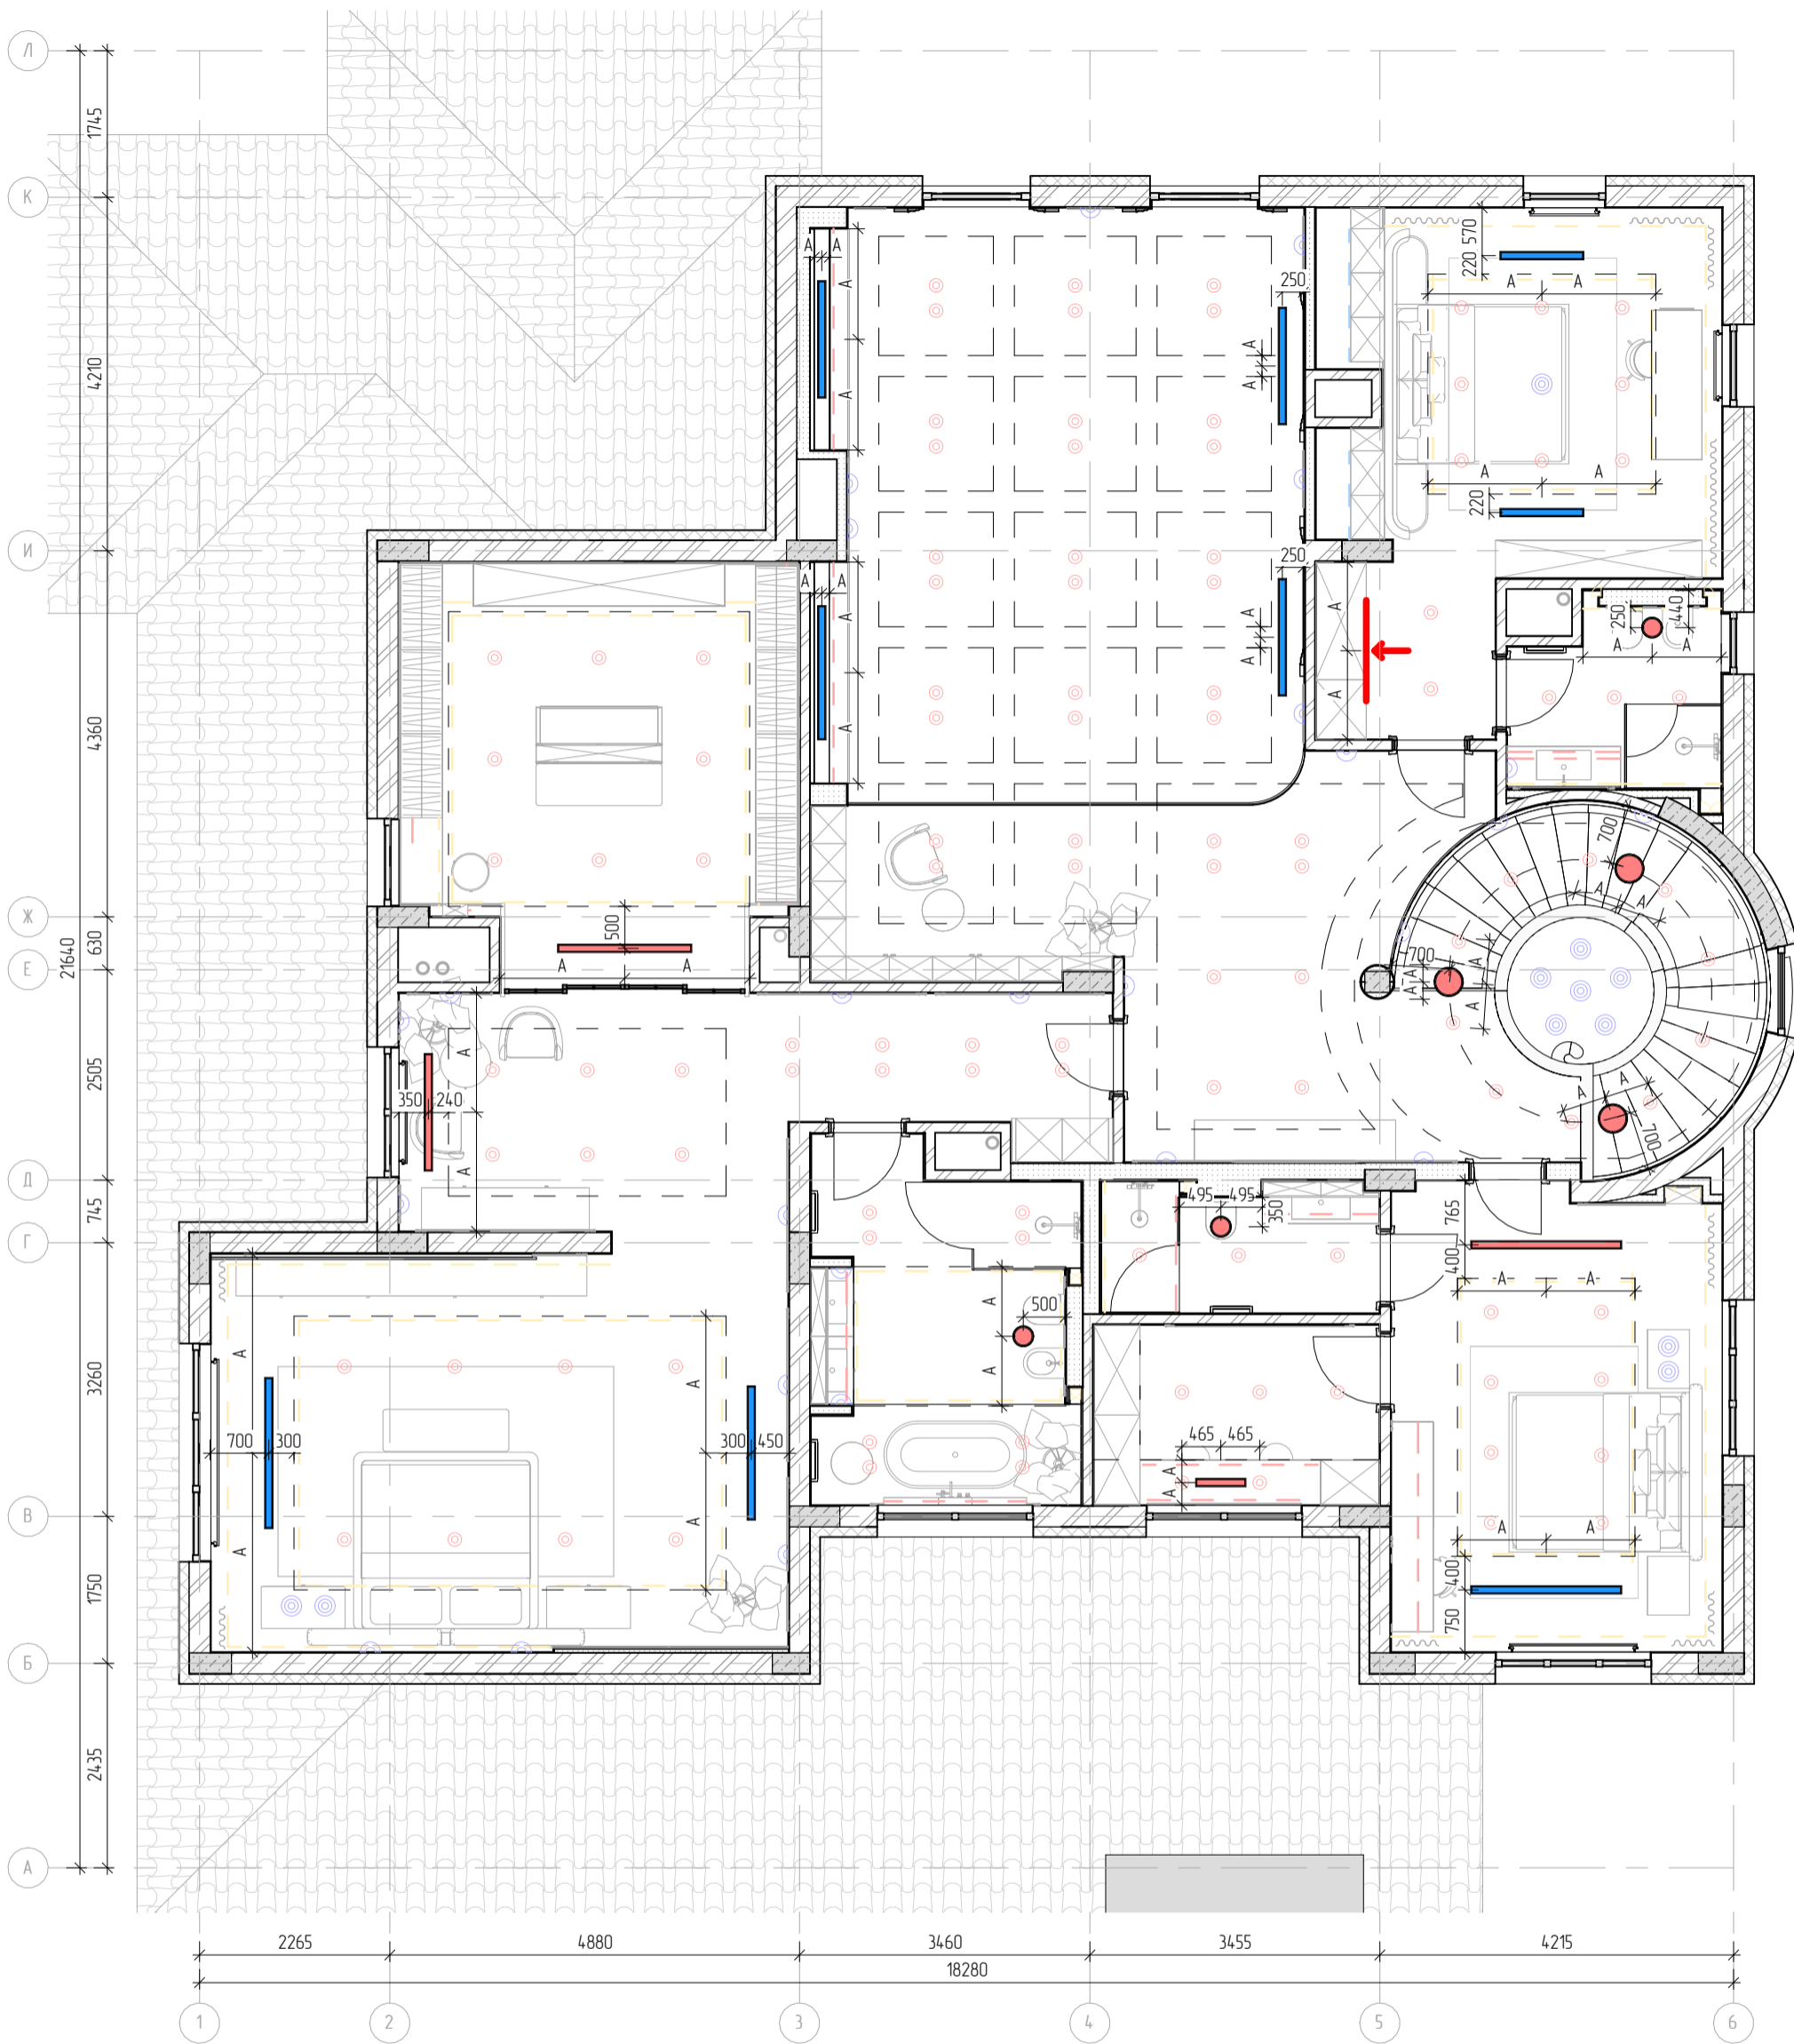 Л
К
И
Ж
Е
Д
Г
В
Б
А
1745
4210
4360
630
2505
745
3260
1750
2435
21640
А А
А
А
250
А
А
570
220
А А
А А
220
А А
А
А
250
А
А
А
А
250
440
А А
700
А
А
500
А А
700
А
А
А
А
700
А
А
350 240
А
495 495
350
765
400
А А
А
500
А
А
700 300
А
300 450
А
А
465 465
А
А
А А
400
750
2265 4880 3460 3455 4215
18280
1 2 3 4 5 6